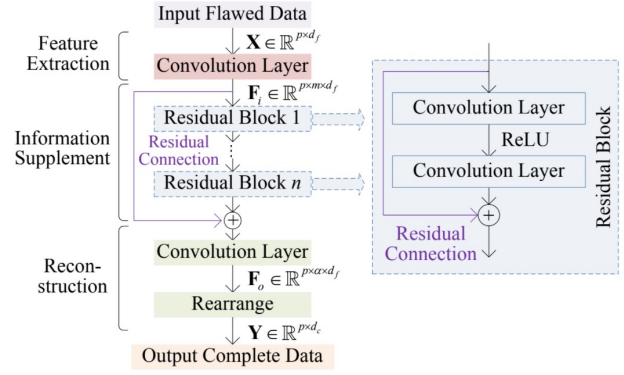 Input Flawed Data
X ∈ ℝ^{p×d_f}
Feature
Extraction
Convolution Layer
F_i ∈ ℝ^{p×m×d_f}
Residual Block 1
Information
Supplement
Residual
Connection
Residual Block n
Convolution Layer
Recon-
struction
F_o ∈ ℝ^{p×α×d_f}
Rearrange
Y ∈ ℝ^{p×d_c}
Output Complete Data
Convolution Layer
ReLU
Convolution Layer
Residual
Connection
Residual Block